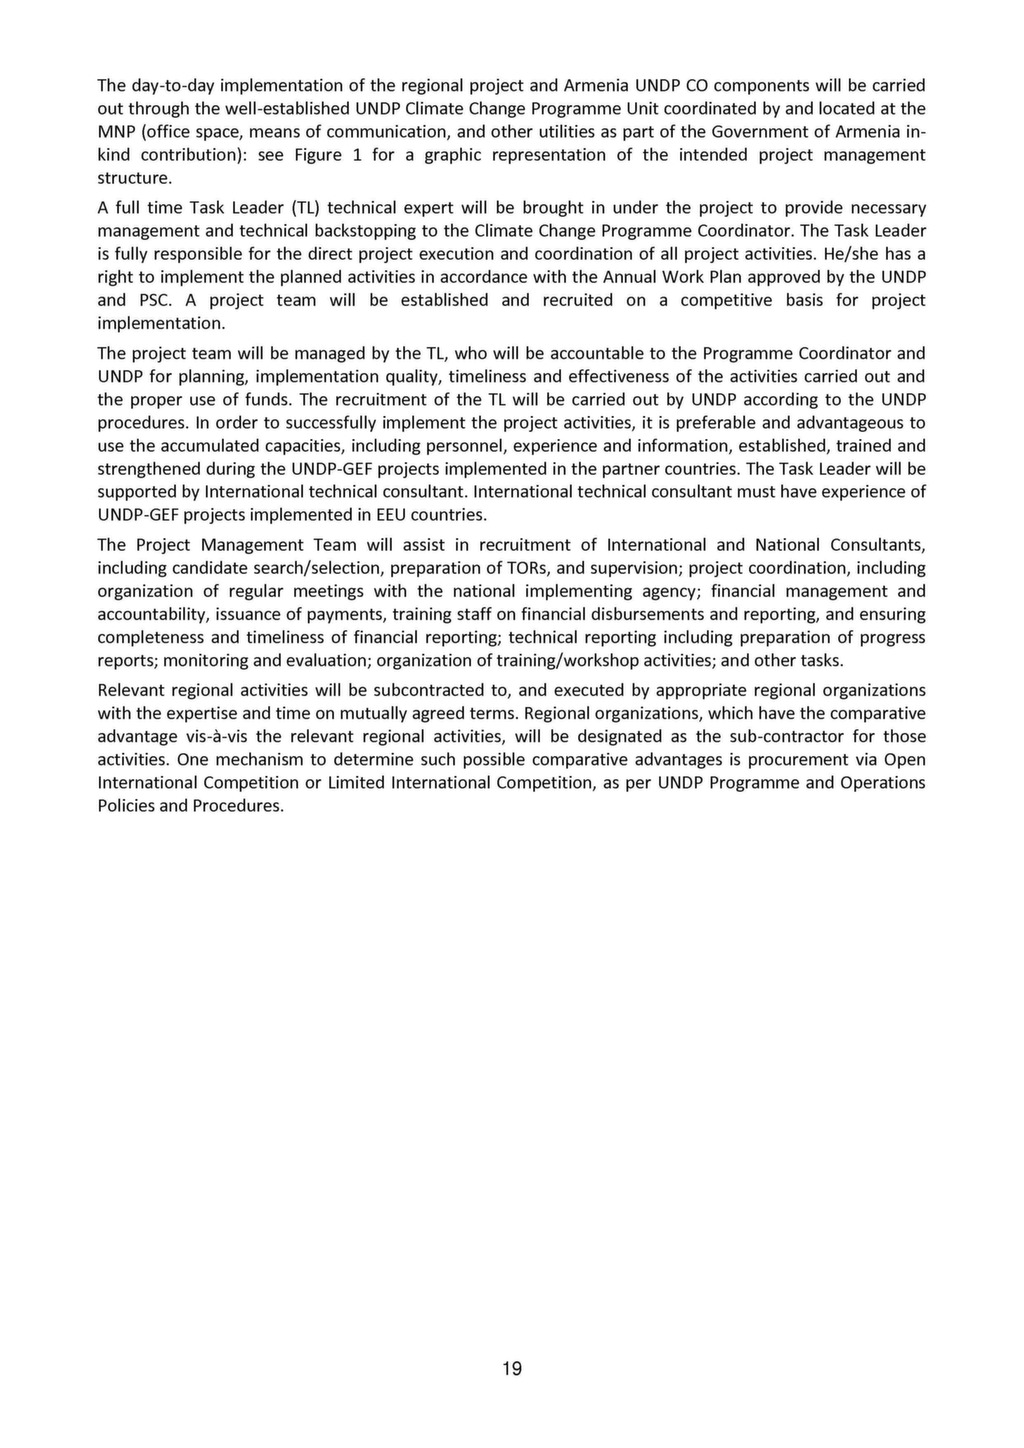 The day-to-day implementation of the regional project and Armenia UNDP CO components will be carried
out through the well-established UNDP Climate Change Programme Unit coordinated by and located at the
MNP (office space, means of communication, and other utilities as part of the Government of Armenia in-
kind contribution): see Figure 1 for a graphic representation of the intended project management
structure.
A full time Task Leader (TL) technical expert will be brought in under the project to provide necessary
management and technical backstopping to the Climate Change Programme Coordinator. The Task Leader
is fully responsible for the direct project execution and coordination of all project activities. He/she has a
right to implement the planned activities in accordance with the Annual Work Plan approved by the UNDP
and PSC. A project team will be established and recruited on a competitive basis for project
implementation.
The project team will be managed by the TL, who will be accountable to the Programme Coordinator and
UNDP for planning, implementation quality, timeliness and effectiveness of the activities carried out and
the proper use of funds. The recruitment of the TL will be carried out by UNDP according to the UNDP
procedures. In order to successfully implement the project activities, it is preferable and advantageous to
use the accumulated capacities, including personnel, experience and information, established, trained and
strengthened during the UNDP-GEF projects implemented in the partner countries. The Task Leader will be
supported by International technical consultant. International technical consultant must have experience of
UNDP-GEF projects implemented in EEU countries.
The Project Management Team will assist in recruitment of International and National Consultants,
including candidate search/selection, preparation of TORs, and supervision; project coordination, including
organization of regular meetings with the national implementing agency; financial management and
accountability, issuance of payments, training staff on financial disbursements and reporting, and ensuring
completeness and timeliness of financial reporting; technical reporting including preparation of progress
reports; monitoring and evaluation; organization of training/workshop activities; and other tasks.
Relevant regional activities will be subcontracted to, and executed by appropriate regional organizations
with the expertise and time on mutually agreed terms. Regional organizations, which have the comparative
advantage vis-à-vis the relevant regional activities, will be designated as the sub-contractor for those
activities. One mechanism to determine such possible comparative advantages is procurement via Open
International Competition or Limited International Competition, as per UNDP Programme and Operations
Policies and Procedures.
19